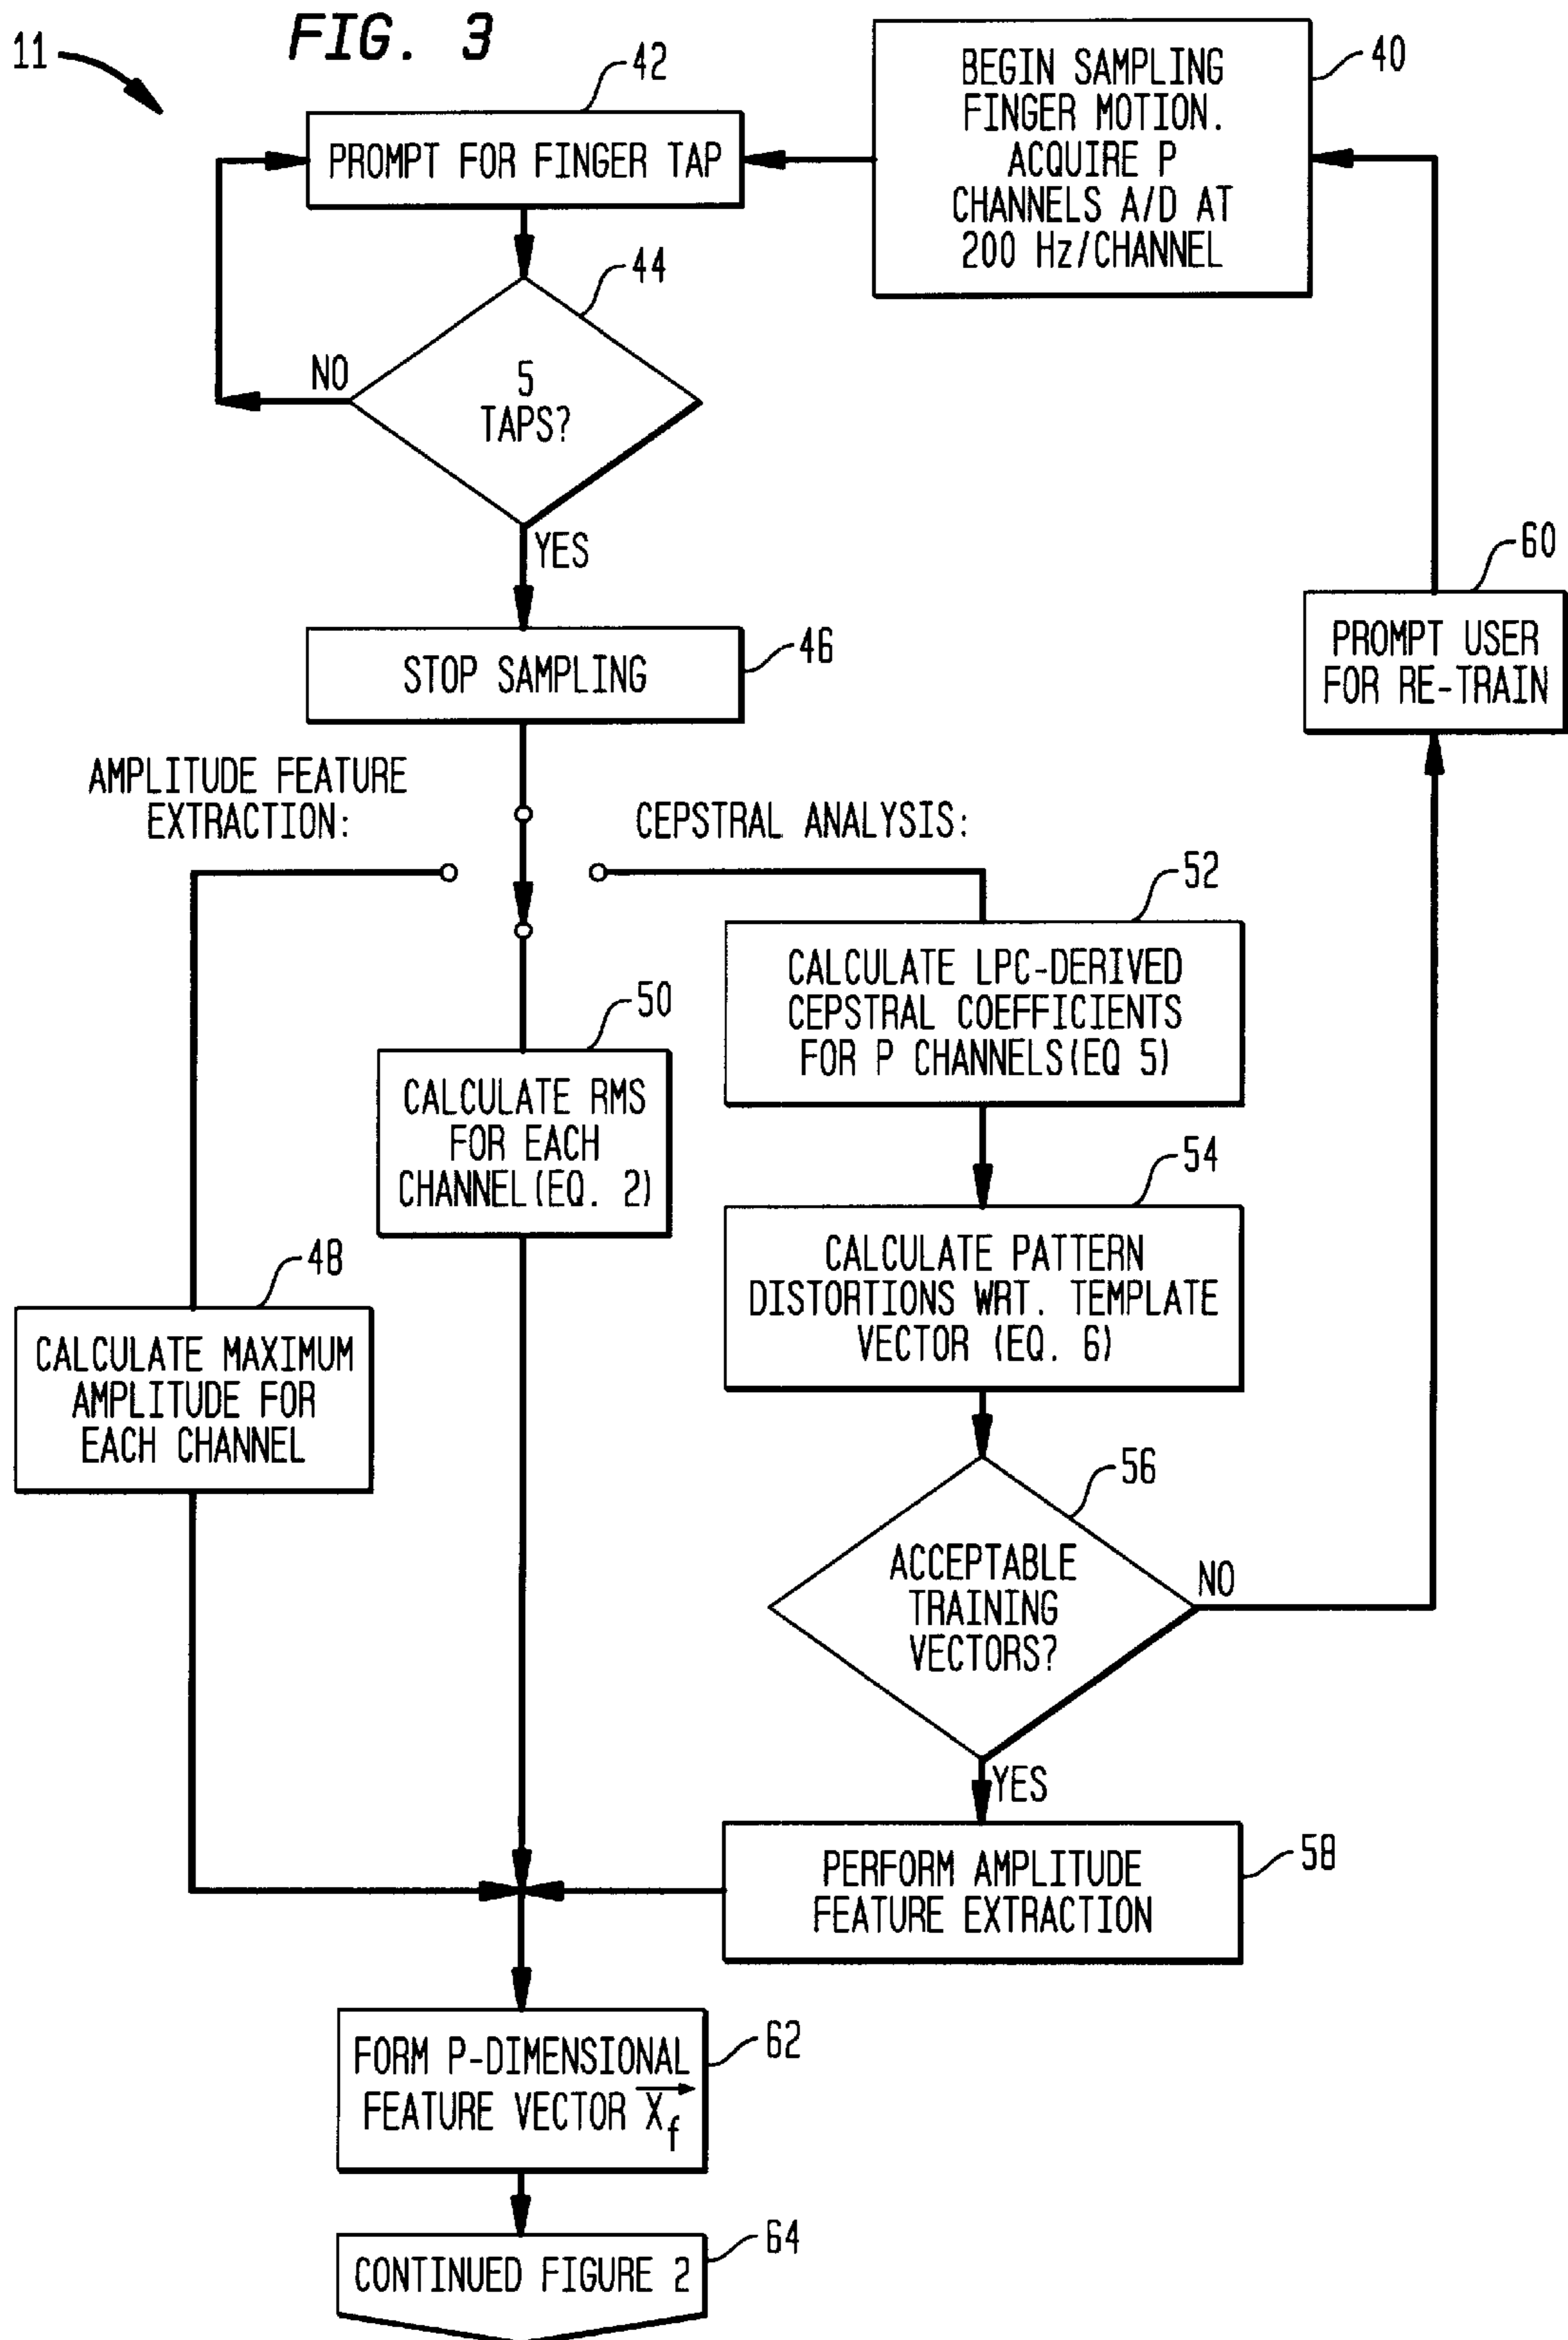 FIG. 3
11
42
PROMPT FOR FINGER TAP
40
BEGIN SAMPLING
FINGER MOTION.
ACQUIRE P
CHANNELS A/D AT
200 Hz/CHANNEL
44
5
TAPS?
NO
YES
46
STOP SAMPLING
60
PROMPT USER
FOR RE-TRAIN
AMPLITUDE FEATURE
EXTRACTION:
CEPSTRAL ANALYSIS:
52
CALCULATE LPC-DERIVED
CEPSTRAL COEFFICIENTS
FOR P CHANNELS(EQ 5)
50
CALCULATE RMS
FOR EACH
CHANNEL(EQ. 2)
54
CALCULATE PATTERN
DISTORTIONS WRT. TEMPLATE
VECTOR (EQ. 6)
48
CALCULATE MAXIMUM
AMPLITUDE FOR
EACH CHANNEL
56
ACCEPTABLE
TRAINING
VECTORS?
NO
YES
58
PERFORM AMPLITUDE
FEATURE EXTRACTION
62
FORM P-DIMENSIONAL
FEATURE VECTOR X⃗f
64
CONTINUED FIGURE 2